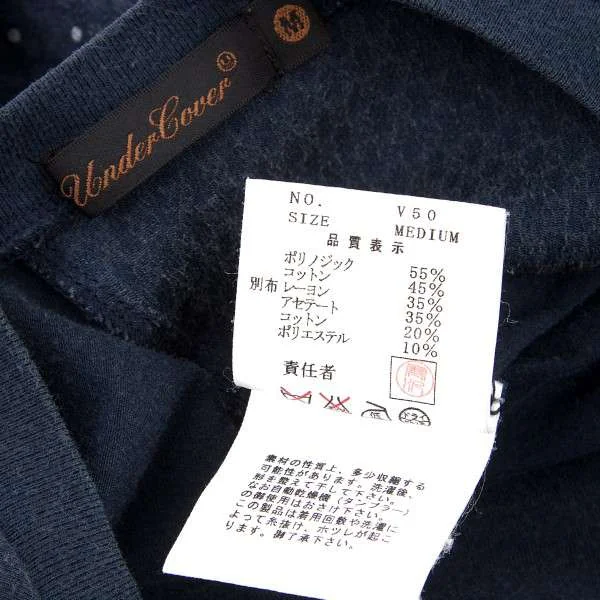 UnderCover
M
NO. V50
SIZE MEDIUM
品質表示
ポリノジック 55%
コットン 45%
別布 レーヨン 35%
アセテート 35%
コットン 20%
ポリエステル 10%
責任者
ドライ
素材の性質上、多少収縮する
可能性があります。洗濯後、
形を整えて干して下さい。
なお自動乾燥機(タンブラー)
の御使用はおさけ下さい。
この製品は着用回数や洗濯に
よって糸抜け、ホツレが起こ
ります。御了承下さい。